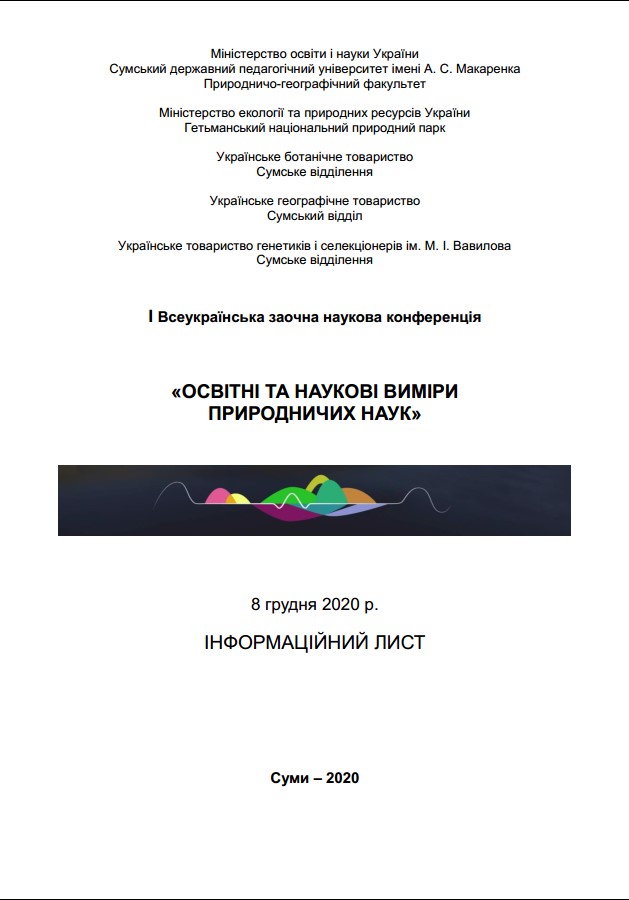 Міністерство освіти і науки України
Сумський державний педагогічний університет імені А. С. Макаренка
Природничо-географічний факультет
Міністерство екології та природних ресурсів України
Гетьманський національний природний парк
Українське ботанічне товариство
Сумське відділення
Українське географічне товариство
Сумський відділ
Українське товариство генетиків і селекціонерів ім. М. І. Вавилова
Сумське відділення
І Всеукраїнська заочна наукова конференція
«ОСВІТНІ ТА НАУКОВІ ВИМІРИ
ПРИРОДНИЧИХ НАУК»
8 грудня 2020 р.
ІНФОРМАЦІЙНИЙ ЛИСТ
Суми – 2020